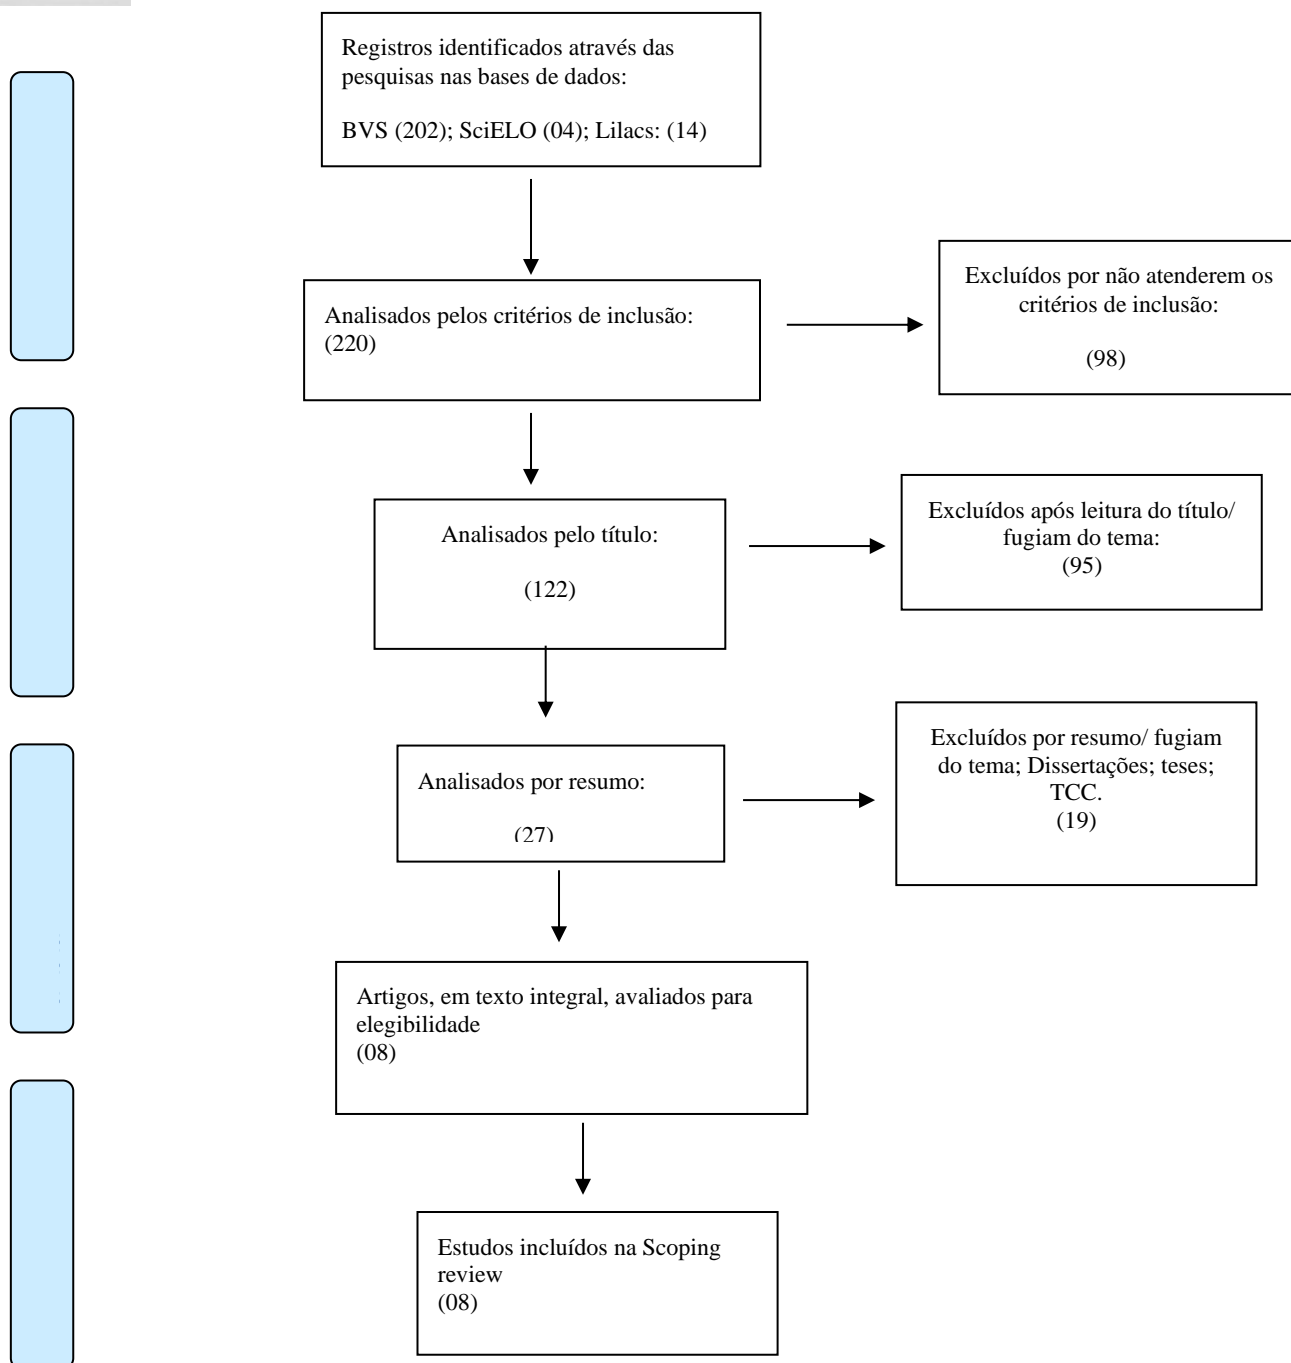 Registros identificados através das
pesquisas nas bases de dados:
BVS (202); SciELO (04); Lilacs: (14)
Analisados pelos critérios de inclusão:
(220)
Excluídos por não atenderem os
critérios de inclusão:
(98)
Analisados pelo título:
(122)
Excluídos após leitura do título/
fugiam do tema:
(95)
Analisados por resumo:
(27)
Excluídos por resumo/ fugiam
do tema; Dissertações; teses;
TCC.
(19)
Artigos, em texto integral, avaliados para
elegibilidade
(08)
Estudos incluídos na Scoping
review
(08)